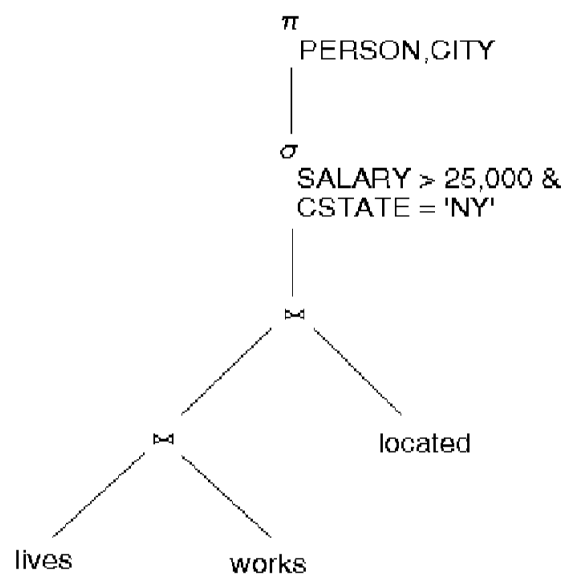 π
PERSON,CITY
σ
SALARY > 25,000 &
CSTATE = 'NY'
⋈
⋈
located
lives
works